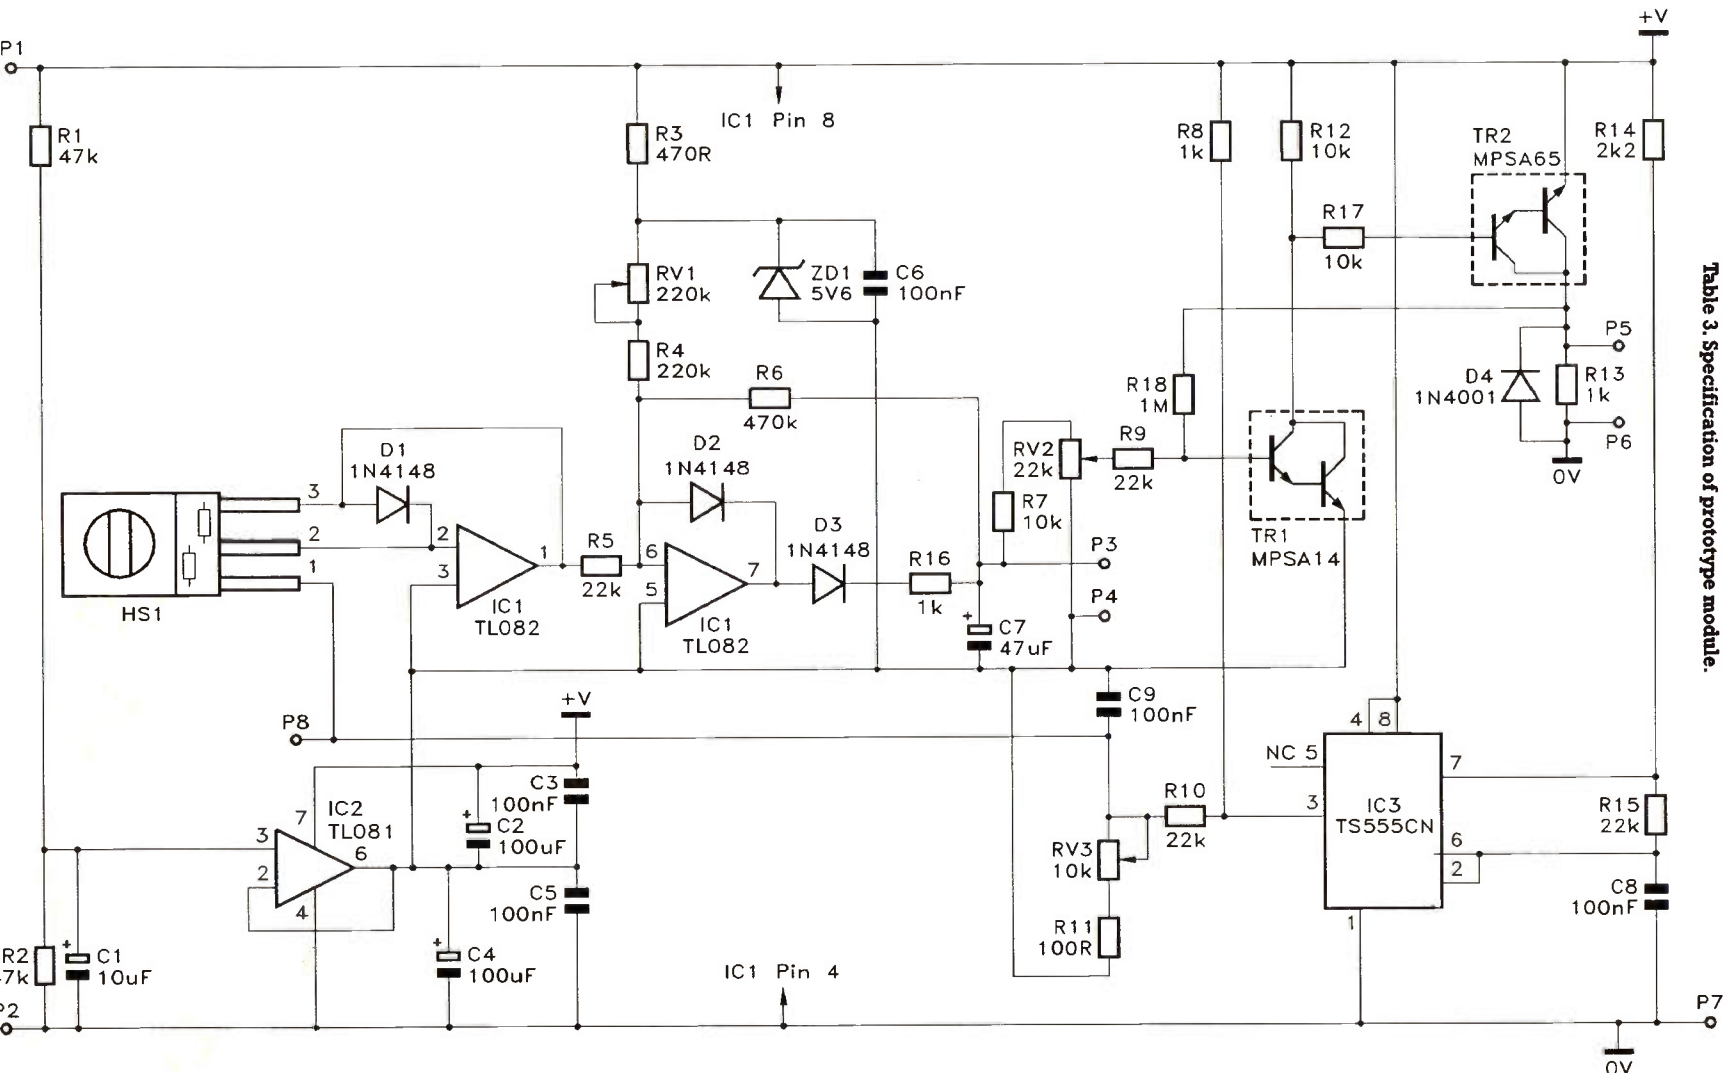 +V
P1
R1
47k
R3
470R
IC1 Pin 8
R8
1k
R12
10k
TR2
MPSA65
R14
2k2
R17
10k
RV1
220k
ZD1
5V6
C6
100nF
R4
220k
R6
470k
R18
1M
D4
1N4001
R13
1k
P5
P6
0V
D1
1N4148
D2
1N4148
RV2
22k
R9
22k
R7
10k
TR1
MPSA14
3
2
1
HS1
2
3
1
IC1
TL082
R5
22k
6
5
7
IC1
TL082
D3
1N4148
R16
1k
P3
P4
C7
47uF
+V
P8
C9
100nF
4 8
NC 5
7
3
IC3
TS555CN
6
2
1
R15
22k
C8
100nF
R10
22k
RV3
10k
R11
100R
IC2
TL081
7
3
2
6
4
C3
100nF
C2
100uF
C5
100nF
C4
100uF
R2
47k
C1
10uF
P2
IC1 Pin 4
P7
0V
Table 3. Specification of prototype module.